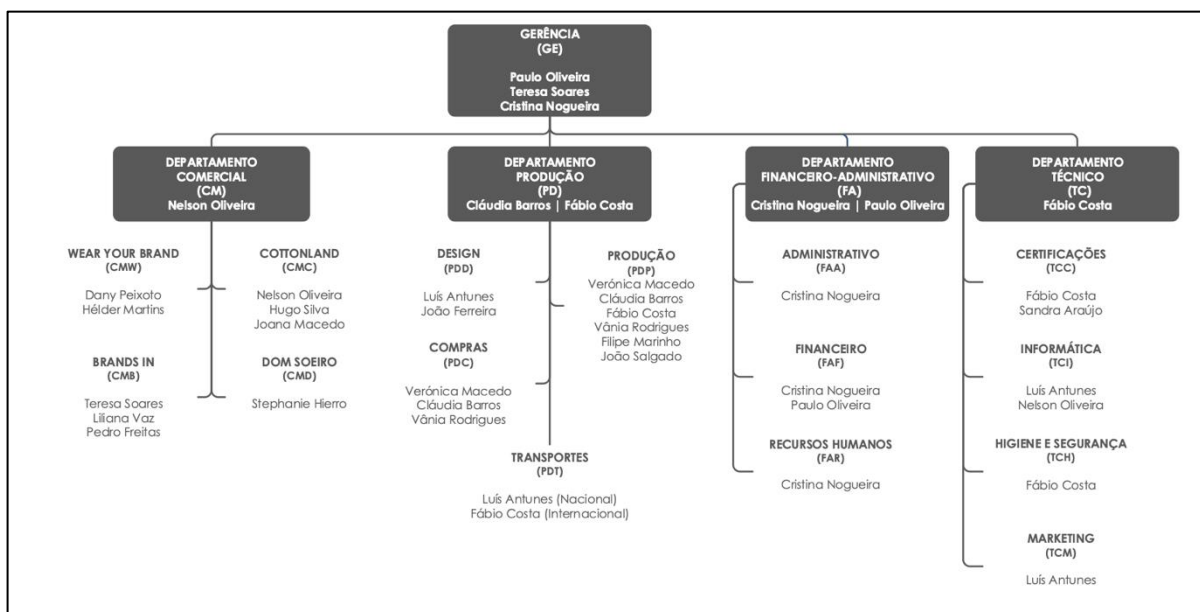 GERÊNCIA
(GE)
Paulo Oliveira
Teresa Soares
Cristina Nogueira
DEPARTAMENTO
COMERCIAL
(CM)
Nelson Oliveira
DEPARTAMENTO
PRODUÇÃO
(PD)
Cláudia Barros | Fábio Costa
DEPARTAMENTO
FINANCEIRO-ADMINISTRATIVO
(FA)
Cristina Nogueira | Paulo Oliveira
DEPARTAMENTO
TÉCNICO
(TC)
Fábio Costa
WEAR YOUR BRAND
(CMW)
Dany Peixoto
Hélder Martins
COTTONLAND
(CMC)
Nelson Oliveira
Hugo Silva
Joana Macedo
BRANDS IN
(CMB)
Teresa Soares
Liliana Vaz
Pedro Freitas
DOM SOEIRO
(CMD)
Stephanie Hierro
DESIGN
(PDD)
Luís Antunes
João Ferreira
PRODUÇÃO
(PDP)
Verónica Macedo
Cláudia Barros
Fábio Costa
Vânia Rodrigues
Filipe Marinho
João Salgado
COMPRAS
(PDC)
Verónica Macedo
Cláudia Barros
Vânia Rodrigues
TRANSPORTES
(PDT)
Luís Antunes (Nacional)
Fábio Costa (Internacional)
ADMINISTRATIVO
(FAA)
Cristina Nogueira
FINANCEIRO
(FAF)
Cristina Nogueira
Paulo Oliveira
RECURSOS HUMANOS
(FAR)
Cristina Nogueira
CERTIFICAÇÕES
(TCC)
Fábio Costa
Sandra Araújo
INFORMÁTICA
(TCI)
Luís Antunes
Nelson Oliveira
HIGIENE E SEGURANÇA
(TCH)
Fábio Costa
MARKETING
(TCM)
Luís Antunes